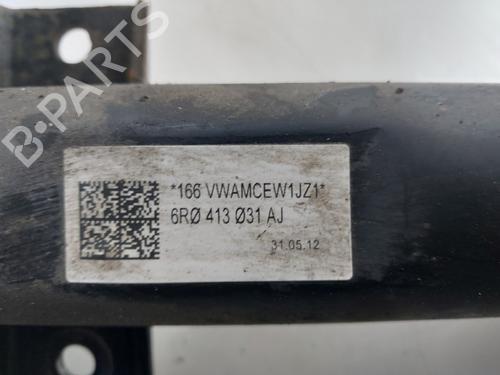 B-PARTS
*166 VWAMCEW1JZ1*
6RØ 413 Ø31 AJ
31.05.12